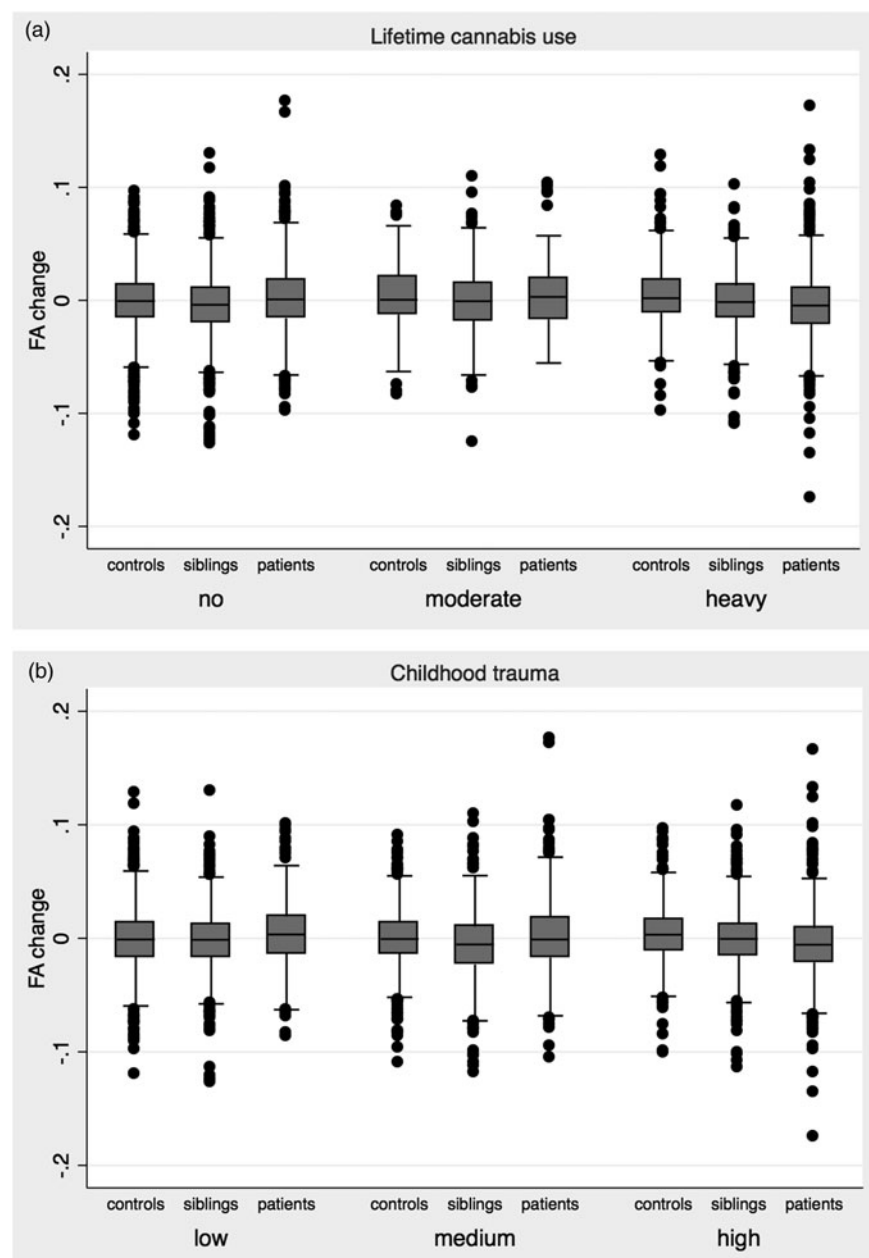 (a)
Lifetime cannabis use
FA change
.2
.1
0
-.1
-.2
controls siblings patients controls siblings patients controls siblings patients
no moderate heavy
(b)
Childhood trauma
FA change
.2
.1
0
-.1
-.2
controls siblings patients controls siblings patients controls siblings patients
low medium high